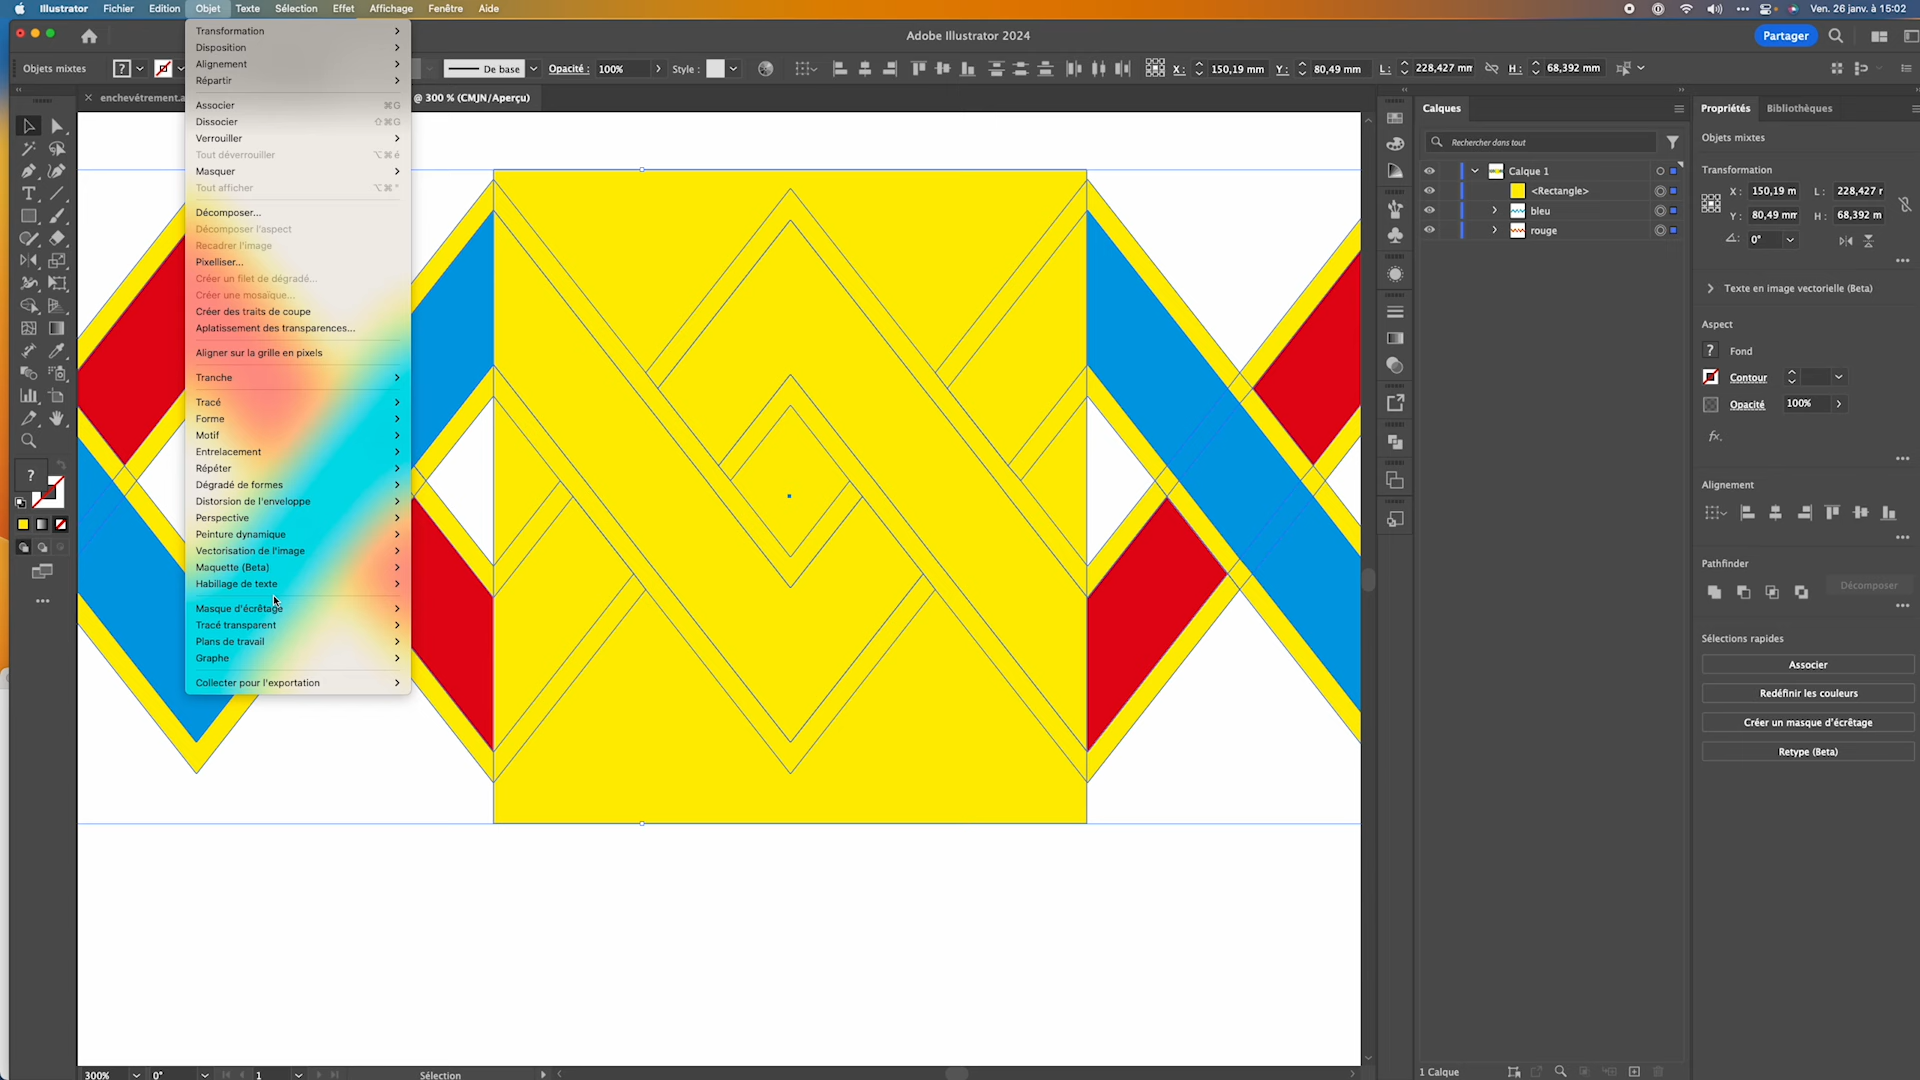 Illustrator Fichier Edition Objet Texte Sélection Effet Affichage Fenêtre Aide
Ven. 26 janv. à 15:02
Adobe Illustrator 2024
Partager
Objets mixtes
?
De base
Opacité : 100%
Style :
X : 150,19 mm
Y : 80,49 mm
L : 228,427 mm
H : 68,392 mm
enchevêtrement.a
@ 300 % (CMJN/Aperçu)
Transformation
Disposition
Alignement
Répartir
Associer ⌘G
Dissocier ⇧⌘G
Verrouiller
Tout déverrouiller ⌥⌘é
Masquer
Tout afficher ⌥⌘°
Décomposer...
Décomposer l'aspect
Recadrer l'image
Pixelliser...
Créer un filet de dégradé...
Créer une mosaïque...
Créer des traits de coupe
Aplatissement des transparences...
Aligner sur la grille en pixels
Tranche
Tracé
Forme
Motif
Entrelacement
Répéter
Dégradé de formes
Distorsion de l'enveloppe
Perspective
Peinture dynamique
Vectorisation de l'image
Maquette (Beta)
Habillage de texte
Masque d'écrêtage
Tracé transparent
Plans de travail
Graphe
Collecter pour l'exportation
?
Calques
Rechercher dans tout
Calque 1
<Rectangle>
bleu
rouge
1 Calque
Propriétés Bibliothèques
Objets mixtes
Transformation
X : 150,19 m L : 228,427 r
Y : 80,49 mm H : 68,392 m
0°
Texte en image vectorielle (Beta)
Aspect
? Fond
Contour
Opacité 100%
fx.
Alignement
Pathfinder
Décomposer
Sélections rapides
Associer
Redéfinir les couleurs
Créer un masque d'écrêtage
Retype (Beta)
300% 0° 1 Sélection